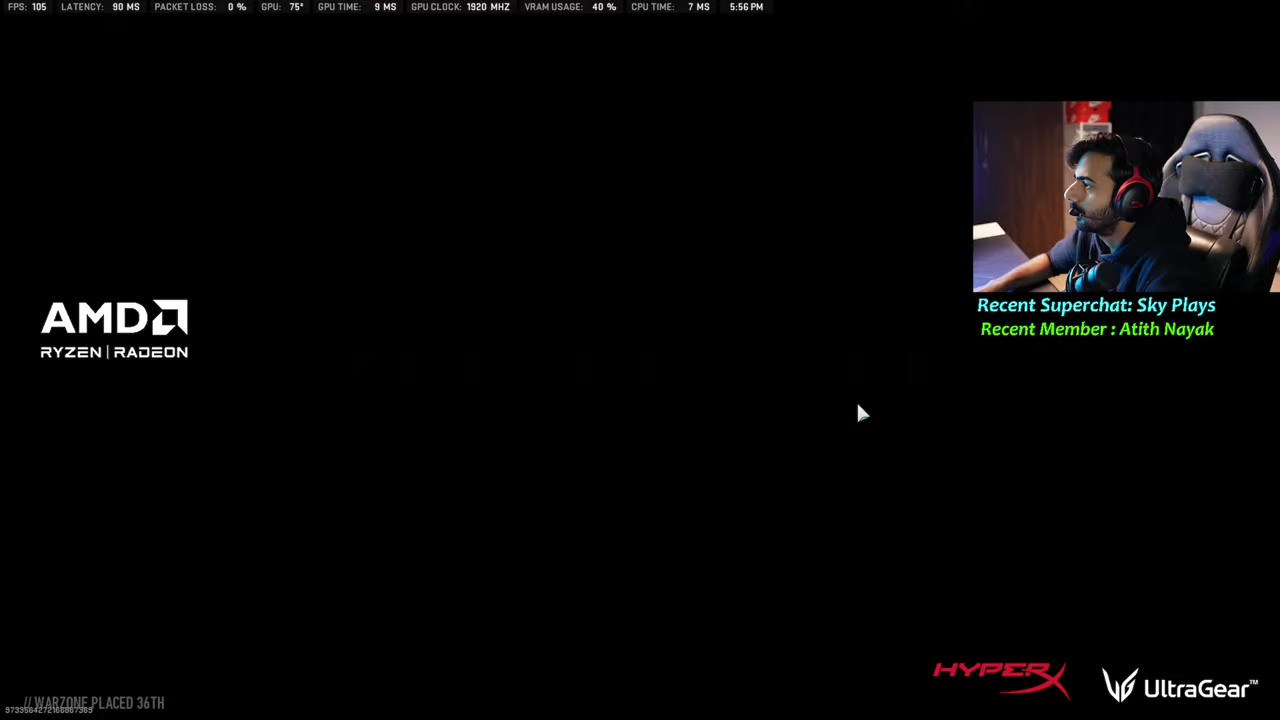 FPS: 105 LATENCY: 90 MS PACKET LOSS: 0 % GPU: 75° GPU TIME: 9 MS GPU CLOCK: 1920 MHZ VRAM USAGE: 40 % CPU TIME: 7 MS 5:56 PM
Recent Superchat: Sky Plays
Recent Member : Atith Nayak
AMD
RYZEN | RADEON
HYPERX
UltraGear™
// WARZONE PLACED 36TH